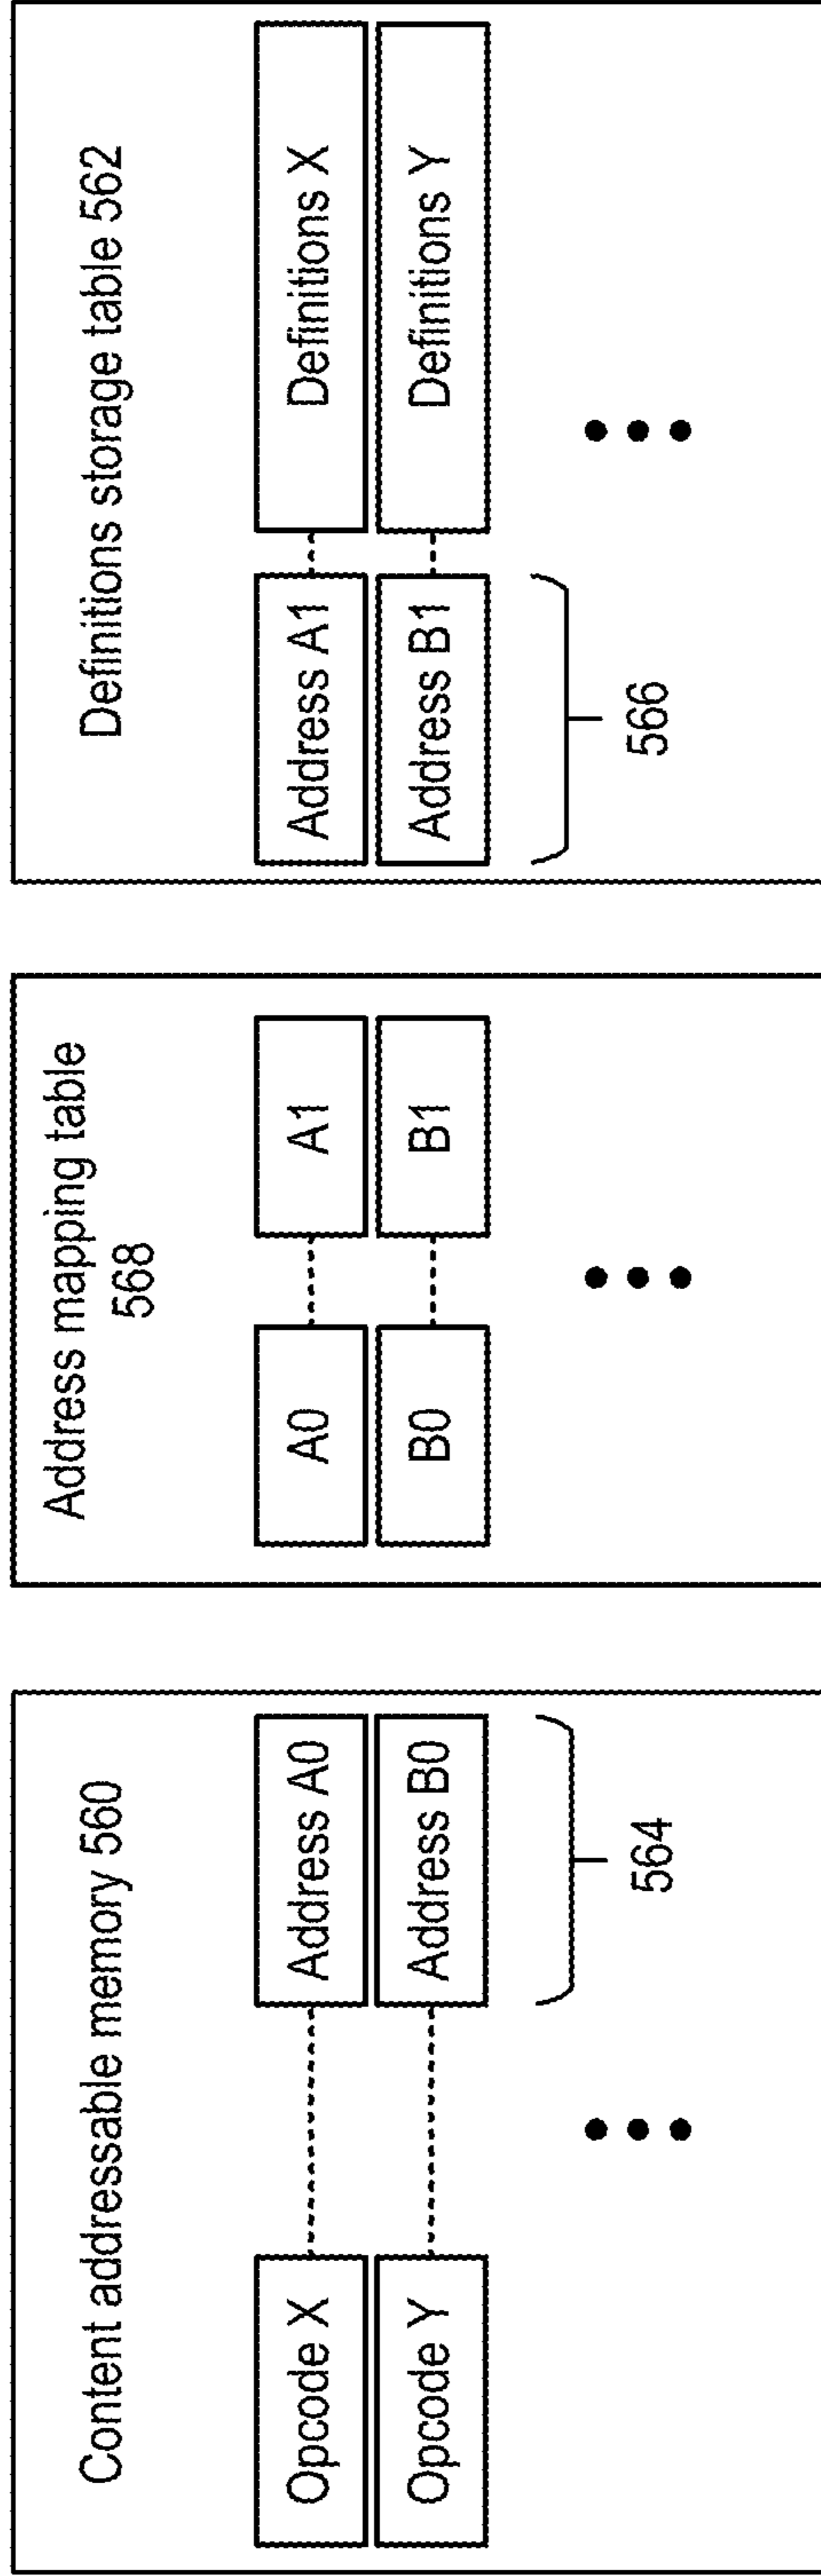 Content addressable memory 560
Opcode X
Address A0
Opcode Y
Address B0
564
Address mapping table
568
A0
A1
B0
B1
Definitions storage table 562
Address A1
Definitions X
Address B1
Definitions Y
566